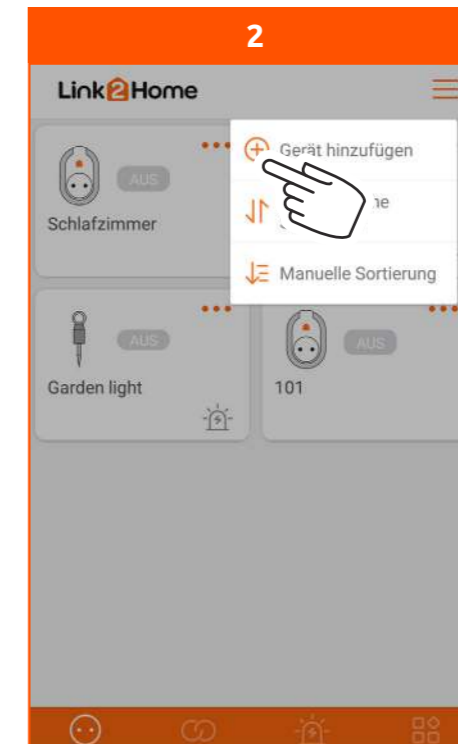 2
Link2Home
Gerät hinzufügen
Manuelle Sortierung
AUS
Schlafzimmer
AUS
Garden light
AUS
101